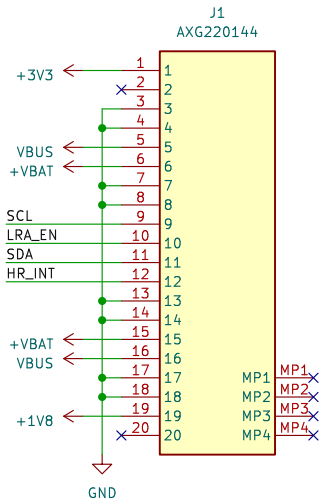 J1
AXG220144
+3V3 1 1
2 2
3 3
4 4
VBUS 5 5
+VBAT 6 6
7 7
8 8
SCL 9 9
LRA_EN 10 10
SDA 11 11
HR_INT 12 12
13 13
14 14
+VBAT 15 15
VBUS 16 16
17 17 MP1 MP1
18 18 MP2 MP2
+1V8 19 19 MP3 MP3
20 20 MP4 MP4
GND